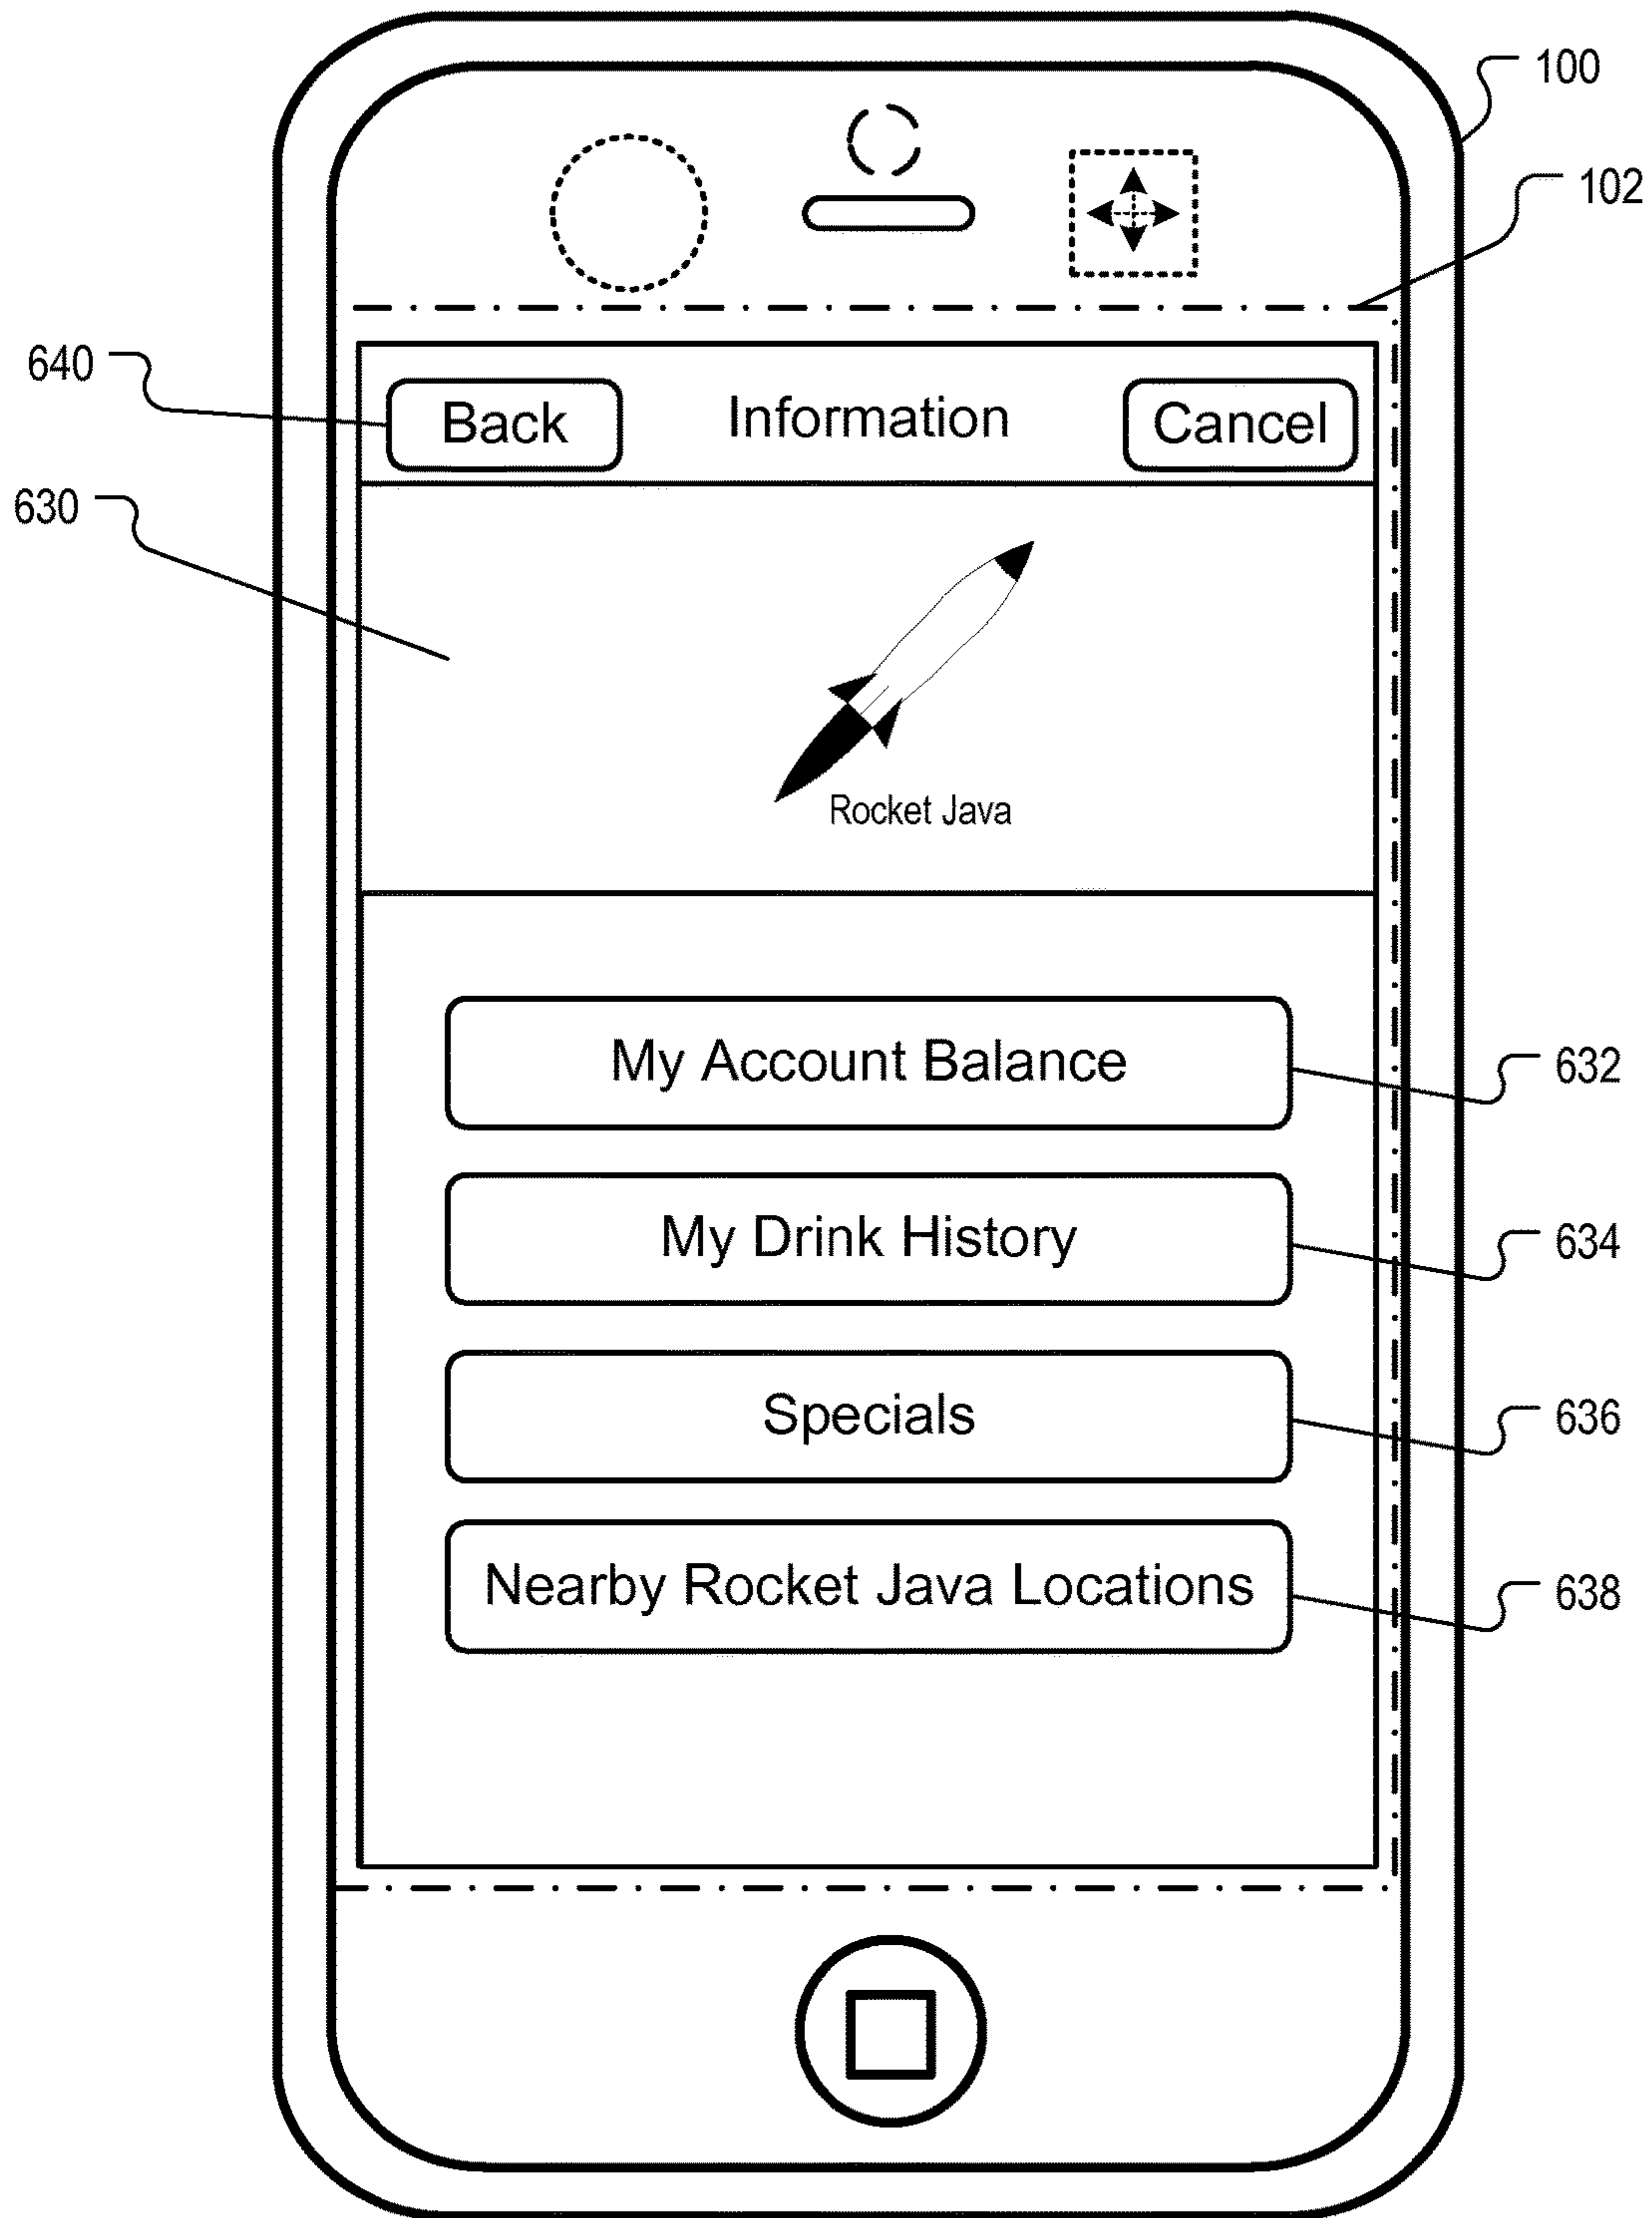 100
102
640
Back
Information
Cancel
630
Rocket Java
My Account Balance
632
My Drink History
634
Specials
636
Nearby Rocket Java Locations
638